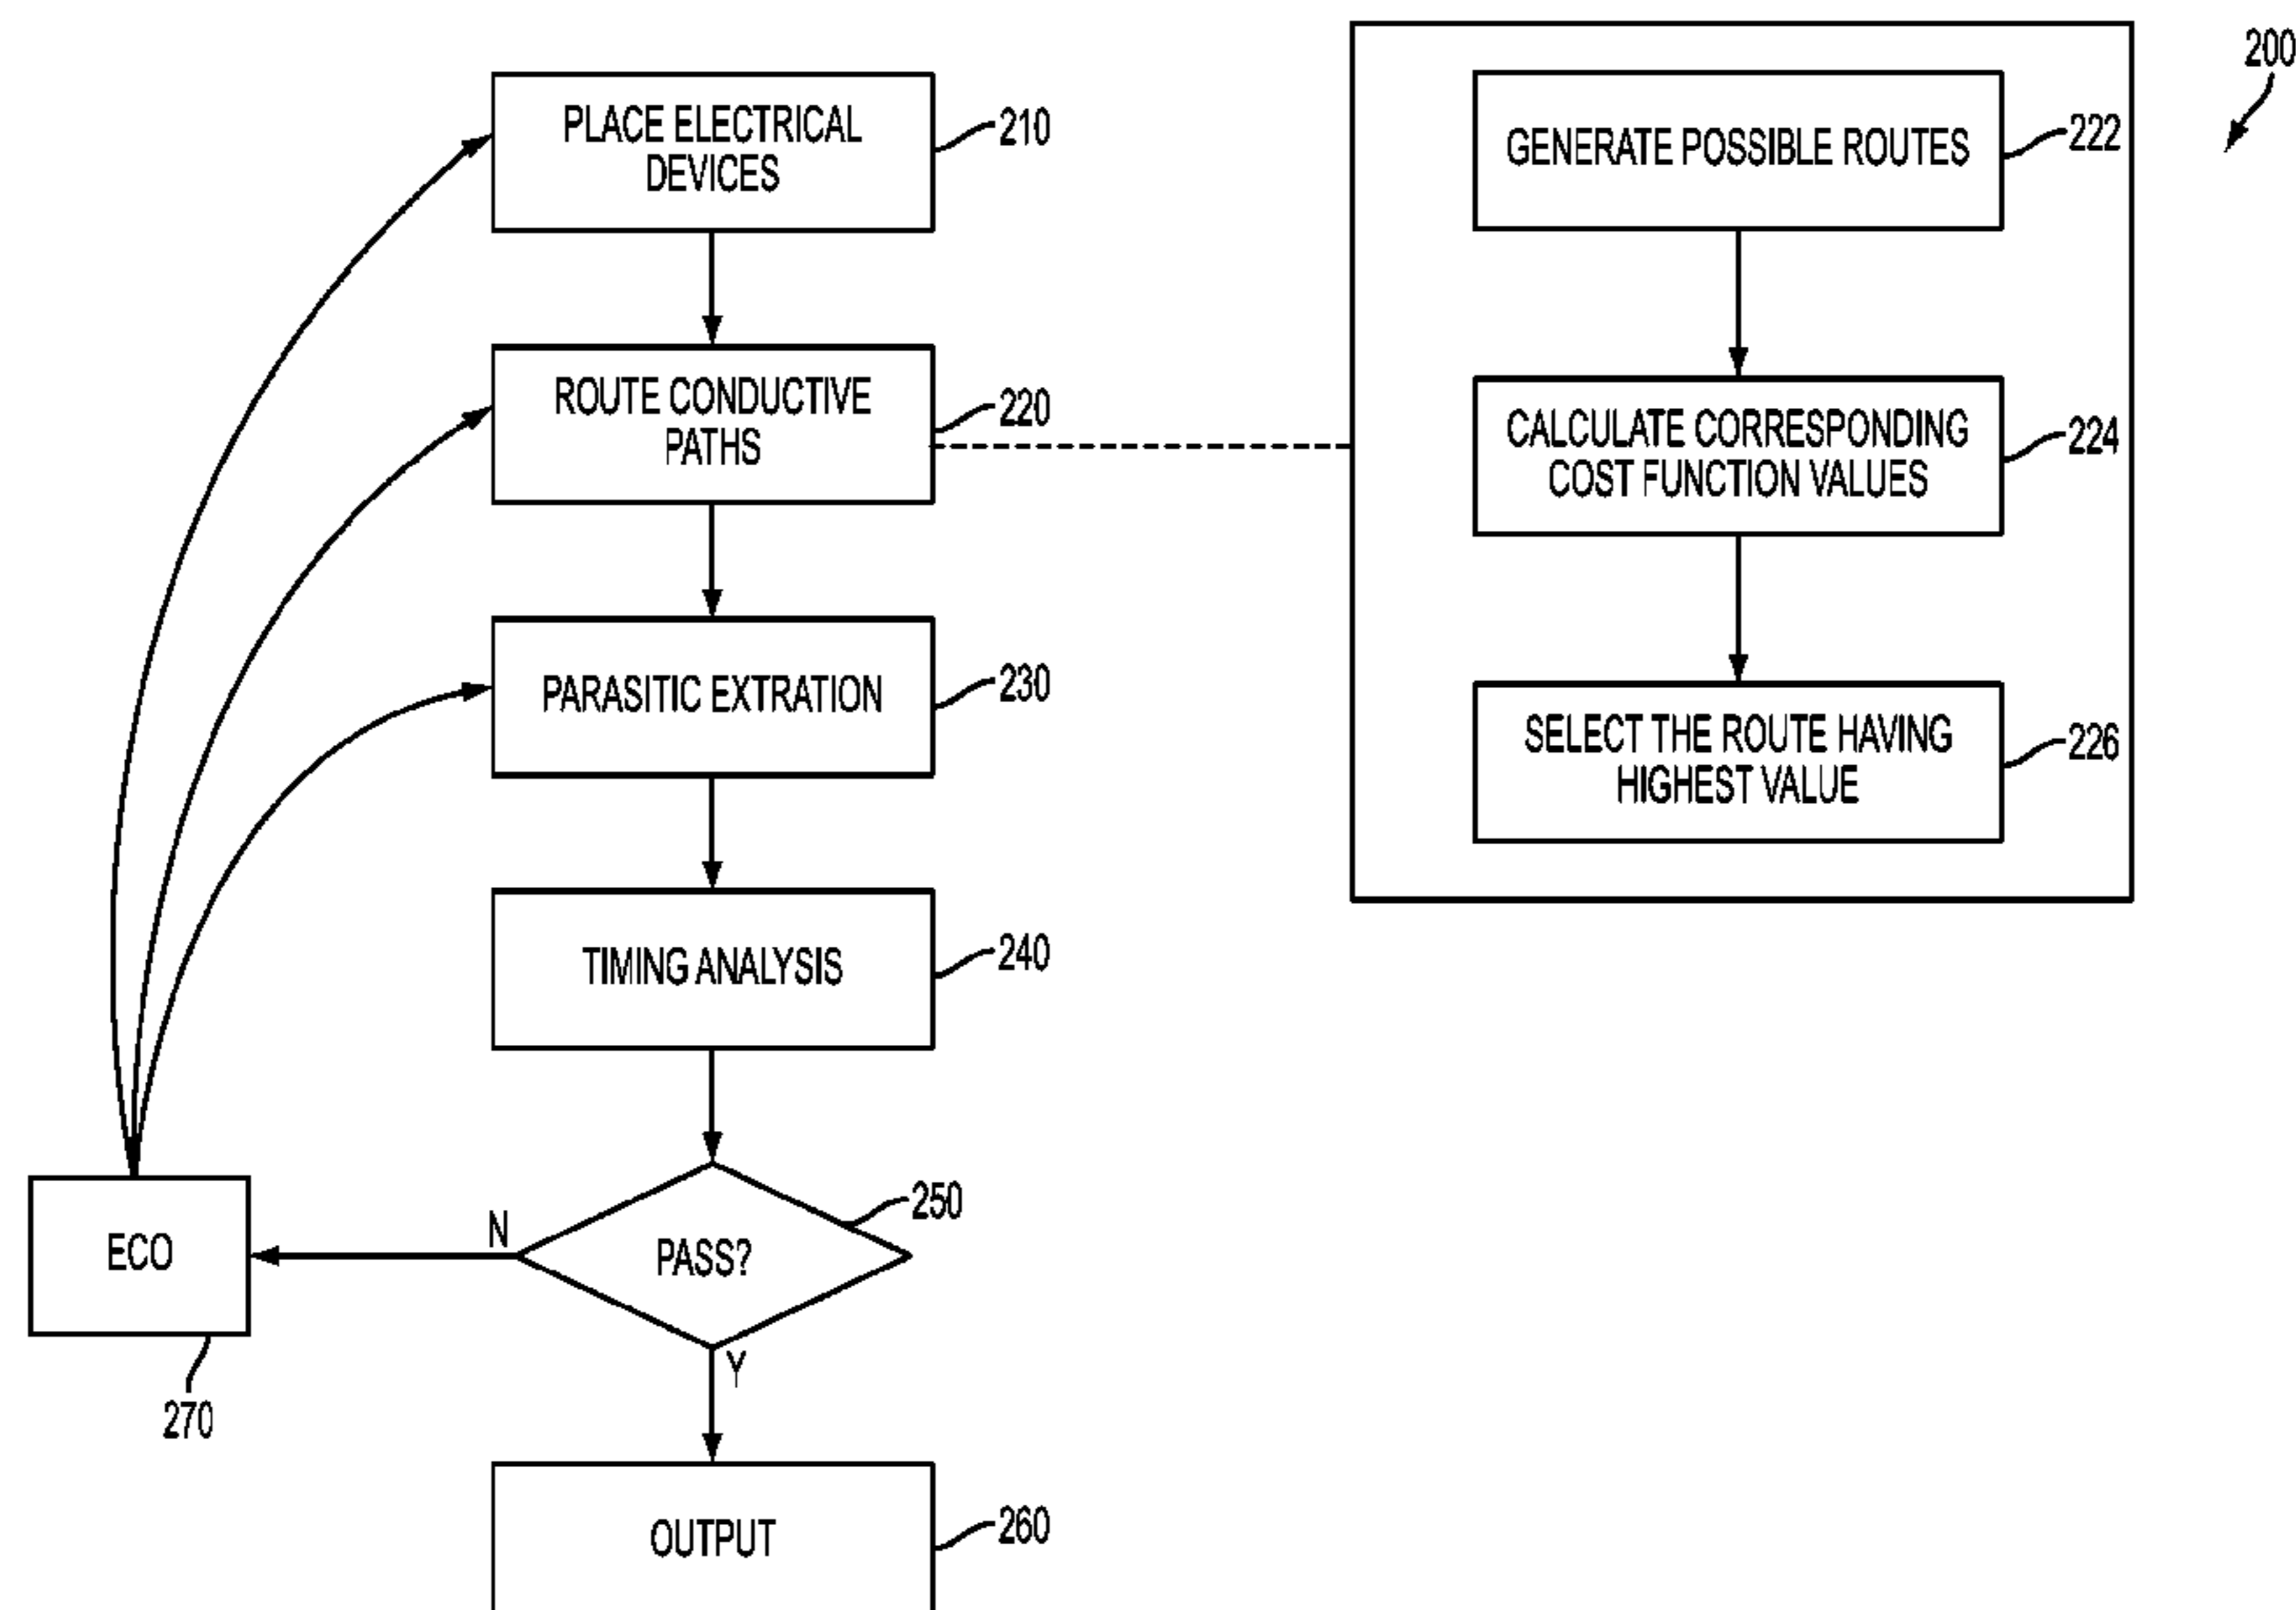 200
PLACE ELECTRICAL
DEVICES
210
ROUTE CONDUCTIVE
PATHS
220
PARASITIC EXTRATION
230
TIMING ANALYSIS
240
PASS?
250
N
Y
ECO
270
OUTPUT
260
GENERATE POSSIBLE ROUTES
222
CALCULATE CORRESPONDING
COST FUNCTION VALUES
224
SELECT THE ROUTE HAVING
HIGHEST VALUE
226